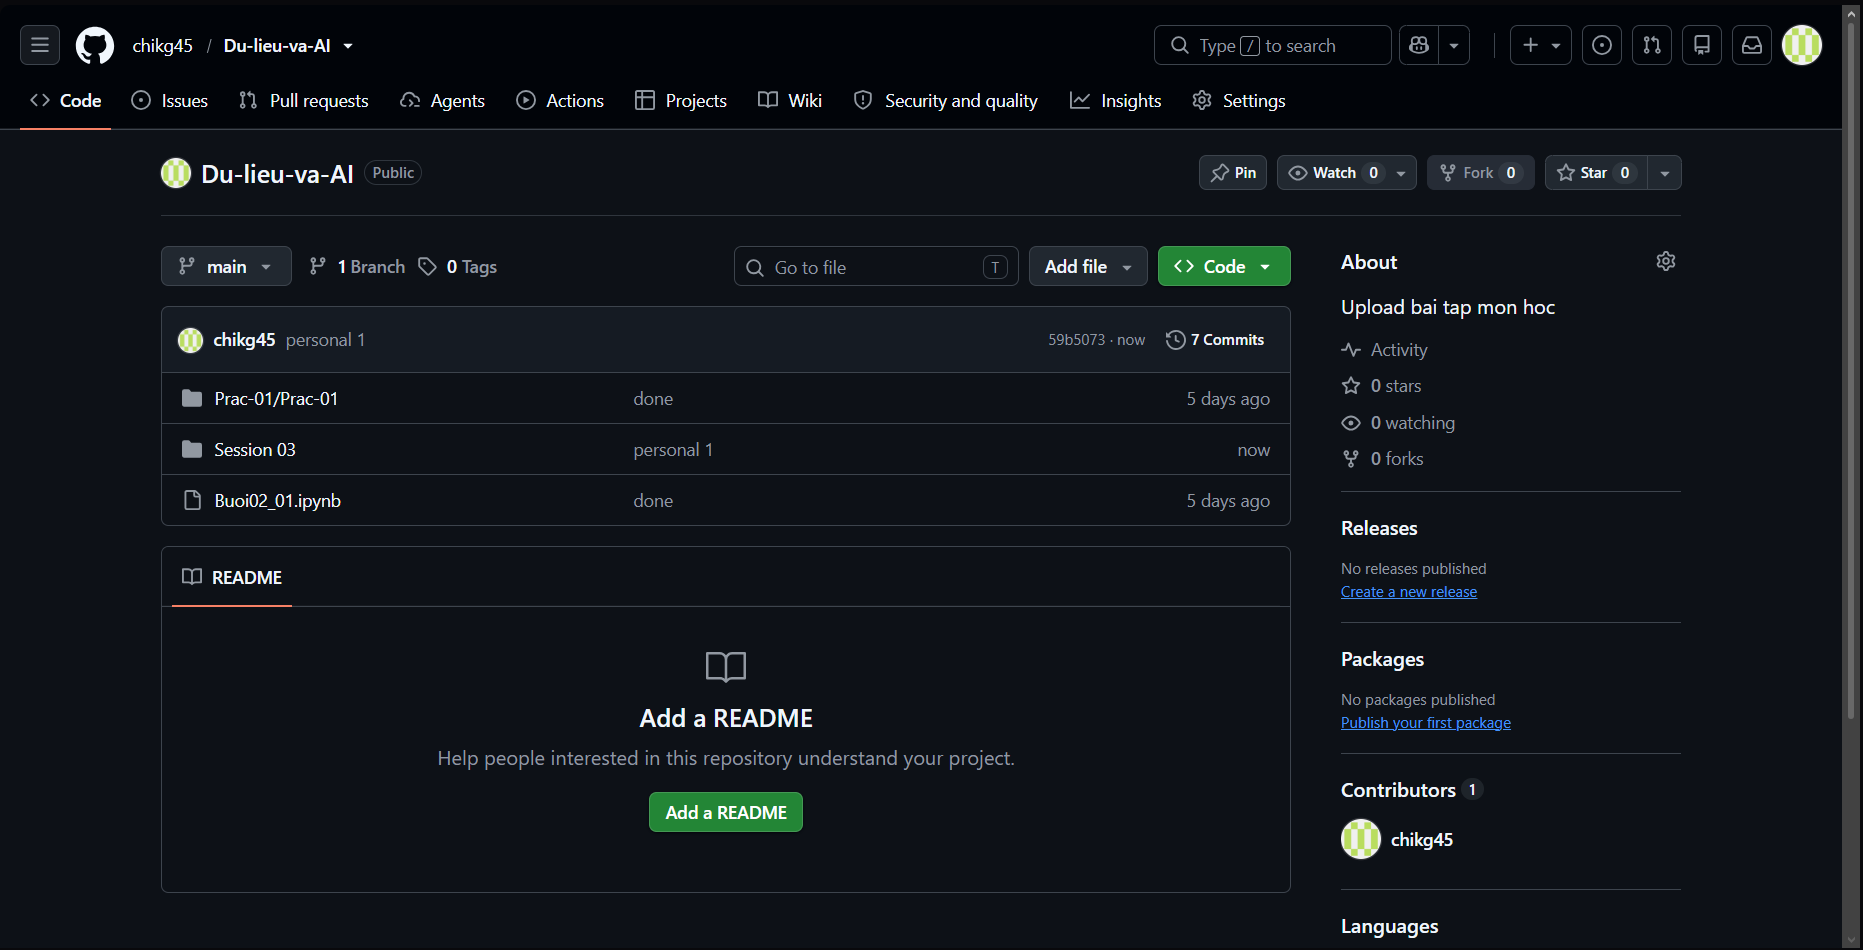 chikg45 / Du-lieu-va-AI
Type / to search
Code
Issues
Pull requests
Agents
Actions
Projects
Wiki
Security and quality
Insights
Settings
Du-lieu-va-AI Public
Pin
Watch 0
Fork 0
Star 0
main
1 Branch
0 Tags
Go to file T
Add file
Code
chikg45 personal 1 59b5073 · now 7 Commits
Prac-01/Prac-01 done 5 days ago
Session 03 personal 1 now
Buoi02_01.ipynb done 5 days ago
README
Add a README
Help people interested in this repository understand your project.
Add a README
About
Upload bai tap mon hoc
Activity
0 stars
0 watching
0 forks
Releases
No releases published
Create a new release
Packages
No packages published
Publish your first package
Contributors 1
chikg45
Languages